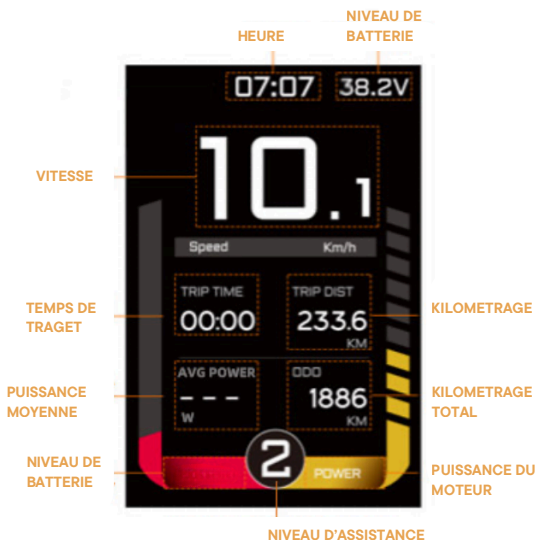 NIVEAU DE
BATTERIE
HEURE
07:07
38.2V
VITESSE
10.1
Speed
Km/h
TEMPS DE
TRAGET
TRIP TIME
00:00
TRIP DIST
233.6
KM
KILOMETRAGE
PUISSANCE
MOYENNE
AVG POWER
---
W
ODO
1886
KM
KILOMETRAGE
TOTAL
NIVEAU DE
BATTERIE
2
POWER
PUISSANCE DU
MOTEUR
NIVEAU D'ASSISTANCE